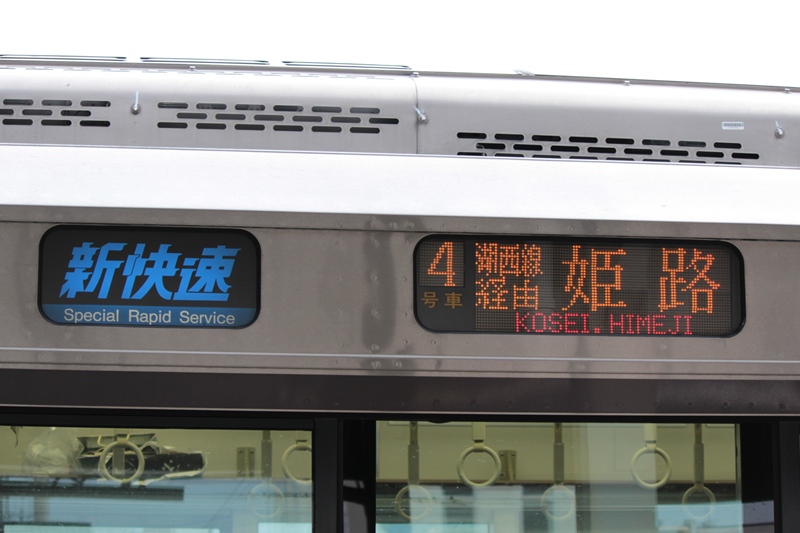 新快速
Special Rapid Service
4
号車
湖西線
経由
姫路
KOSEI.HIMEJI